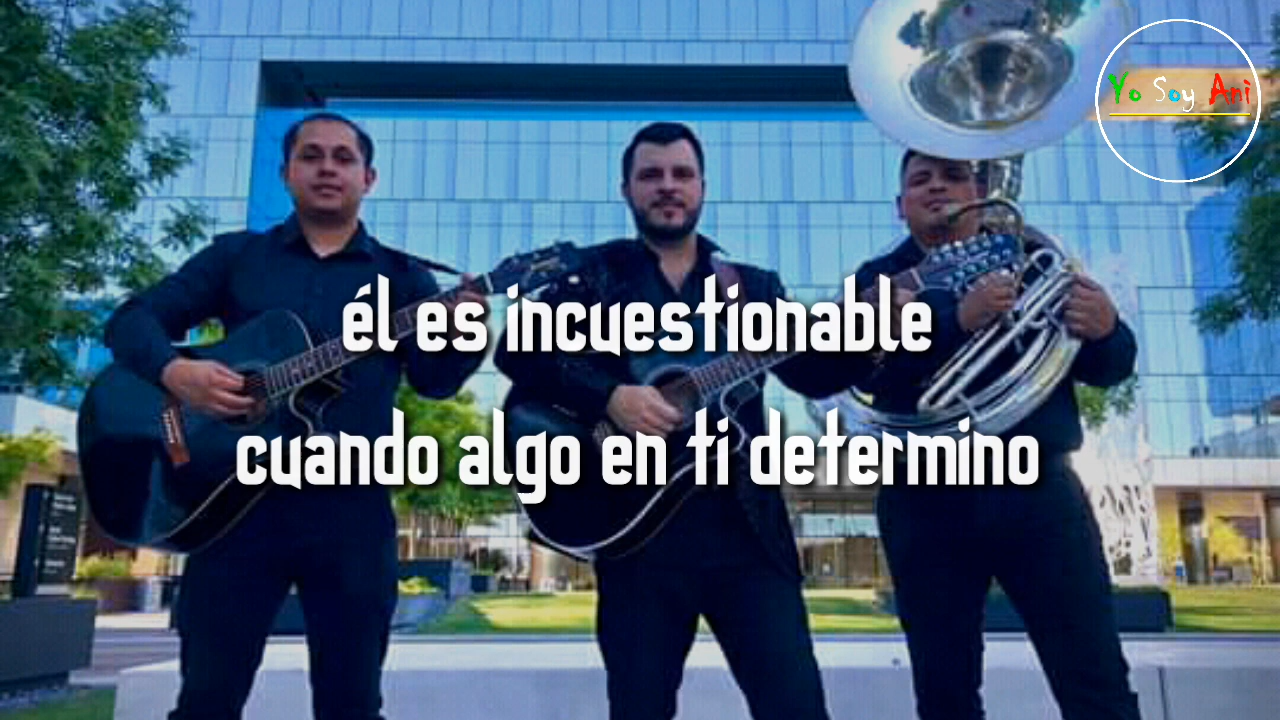 Yo Soy Ani
él es incuestionable
cuando algo en ti determino